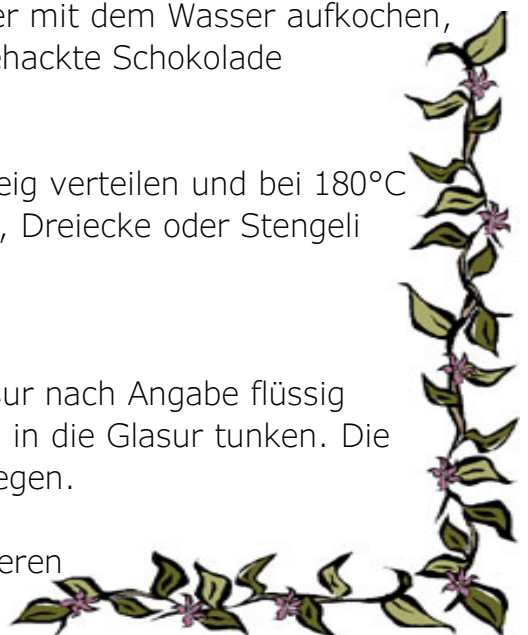 er mit dem Wasser aufkochen,
ehackte Schokolade
eig verteilen und bei 180°C
, Dreiecke oder Stengeli
sur nach Angabe flüssig
in die Glasur tunken. Die
egen.
eren